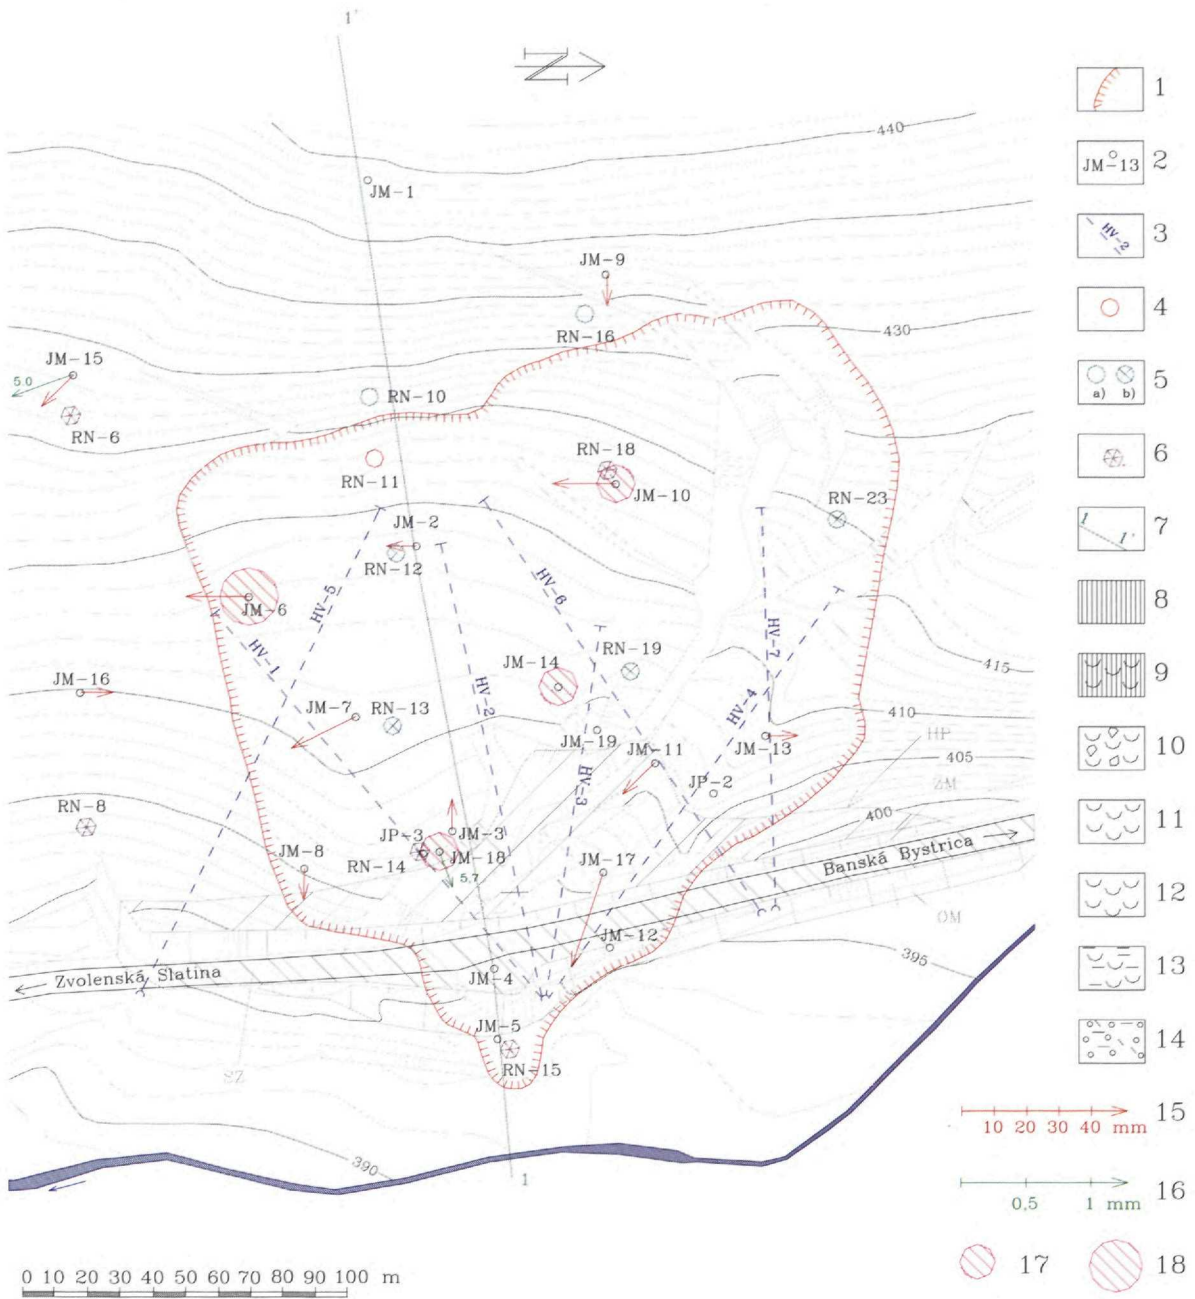 1'
N
440
1
JM-1
JM-13
2
HV-2
3
JM-9
4
RN-16
430
JM-15
5.0
RN-10
a) b)
5
RN-6
RN-18
6
RN-11
JM-10
RN-23
JM-2
1 1'
7
RN-12
HV-5
HV-6
JM-6
8
HV-1
HV-7
RN-19
415
JM-14
9
JM-16
HV-2
HV-4
JM-7
RN-13
410
JM-19
JM-11
JM-13
HP
10
HV-3
JP-2
405
ZM
RN-8
JP-3
JM-3
400
11
RN-14
JM-18
JM-8
5.7
JM-17
Banská Bystrica
12
OM
JM-12
395
Zvolenská Slatina
JM-4
13
JM-5
RN-15
14
SZ
10 20 30 40 mm
15
390
1
0,5 1 mm
16
17
18
0 10 20 30 40 50 60 70 80 90 100 m